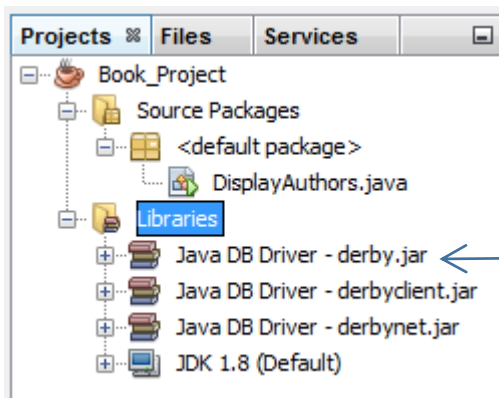 Projects Files Services
Book_Project
Source Packages
<default package>
DisplayAuthors.java
Libraries
Java DB Driver - derby.jar
Java DB Driver - derbyclient.jar
Java DB Driver - derbynet.jar
JDK 1.8 (Default)